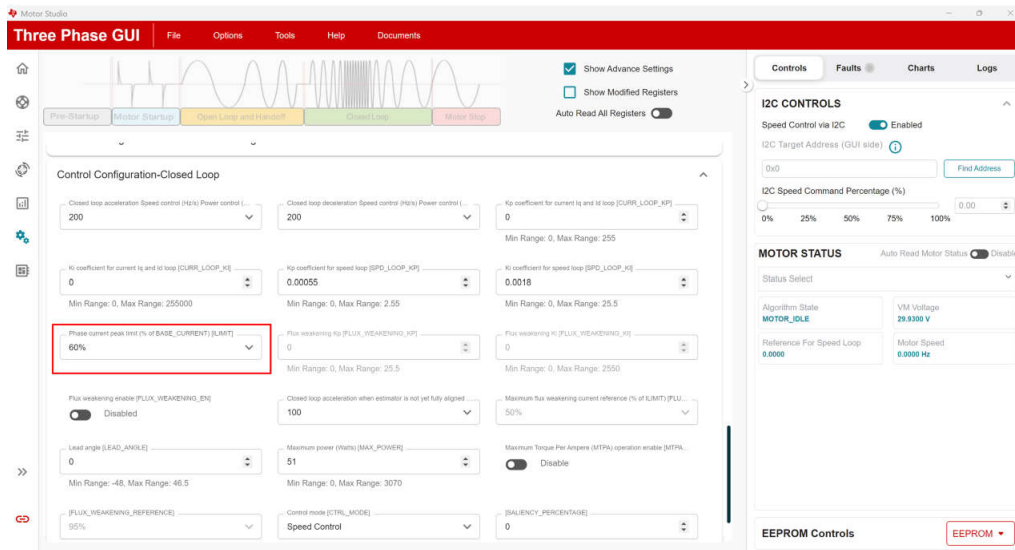 Motor Studio
Three Phase GUI File Options Tools Help Documents
Show Advance Settings
Show Modified Registers
Auto Read All Registers
Pre-Startup Motor Startup Open Loop and Handoff Closed Loop Motor Stop
Control Configuration-Closed Loop
Closed loop acceleration Speed control (Hz/s) Power control (...
200
Closed loop deceleration Speed control (Hz/s) Power control (...
200
Kp coefficient for current Iq and Id loop [CURR_LOOP_KP]
0
Min Range: 0, Max Range: 255
Ki coefficient for current Iq and Id loop [CURR_LOOP_KI]
0
Min Range: 0, Max Range: 255000
Kp coefficient for speed loop [SPD_LOOP_KP]
0.00055
Min Range: 0, Max Range: 2.55
Ki coefficient for speed loop [SPD_LOOP_KI]
0.0018
Min Range: 0, Max Range: 25.5
Phase current peak limit (% of BASE_CURRENT) [ILIMIT]
60%
Flux weakening Kp [FLUX_WEAKENING_KP]
0
Min Range: 0, Max Range: 25.5
Flux weakening Ki [FLUX_WEAKENING_KI]
0
Min Range: 0, Max Range: 2550
Flux weakening enable [FLUX_WEAKENING_EN]
Disabled
Closed loop acceleration when estimator is not yet fully aligned
100
Maximum flux weakening current reference (% of ILIMIT) [FLU...
50%
Lead angle [LEAD_ANGLE]
0
Min Range: -48, Max Range: 46.5
Maximum power (Watts) [MAX_POWER]
51
Min Range: 0, Max Range: 3070
Maximum Torque Per Ampere (MTPA) operation enable [MTPA...
Disable
[FLUX_WEAKENING_REFERENCE]
95%
Control mode [CTRL_MODE]
Speed Control
[SALIENCY_PERCENTAGE]
0
Controls Faults Charts Logs
I2C CONTROLS
Speed Control via I2C Enabled
I2C Target Address (GUI side)
0x0 Find Address
I2C Speed Command Percentage (%)
0.00
0% 25% 50% 75% 100%
MOTOR STATUS Auto Read Motor Status Disabl
Status Select
Algorithm State
MOTOR_IDLE
VM Voltage
29.9300 V
Reference For Speed Loop
0.0000
Motor Speed
0.0000 Hz
EEPROM Controls EEPROM